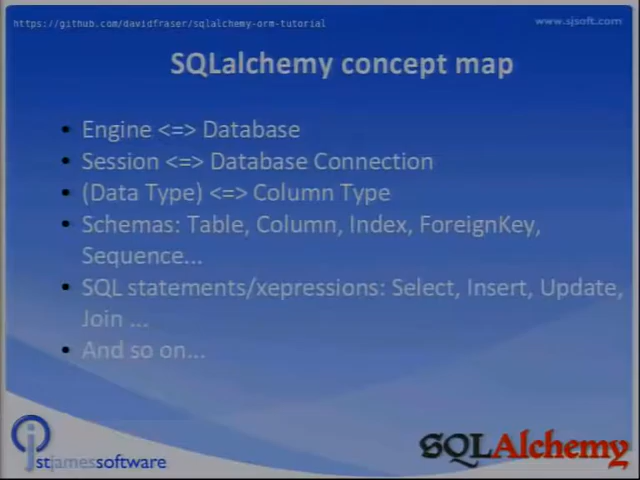 https://github.com/davidfraser/sqlalchemy-orm-tutorial
www.sjsoft.com
SQLalchemy concept map
• Engine <=> Database
• Session <=> Database Connection
• (Data Type) <=> Column Type
• Schemas: Table, Column, Index, ForeignKey,
Sequence...
• SQL statements/xepressions: Select, Insert, Update,
Join ...
• And so on...
stjamessoftware
SQLAlchemy